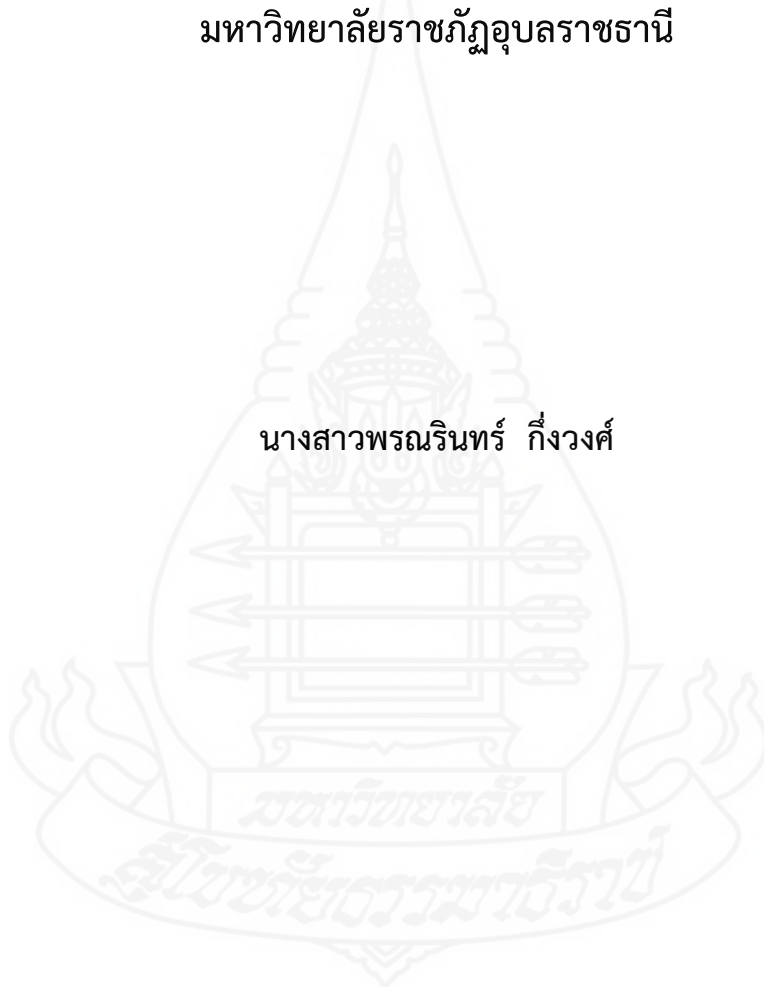 มหาวิทยาลัยราชภัฏอุบลราชธานี
นางสาวพรณรินทร์ กึ่งวงศ์
มหาวิทยาลัย
สุโขทัยธรรมาธิราช